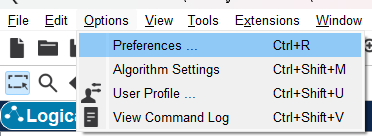 File Edit Options View Tools Extensions Window
Preferences ... Ctrl+R
Algorithm Settings Ctrl+Shift+M
User Profile ... Ctrl+Shift+U
View Command Log Ctrl+Shift+V
Logica